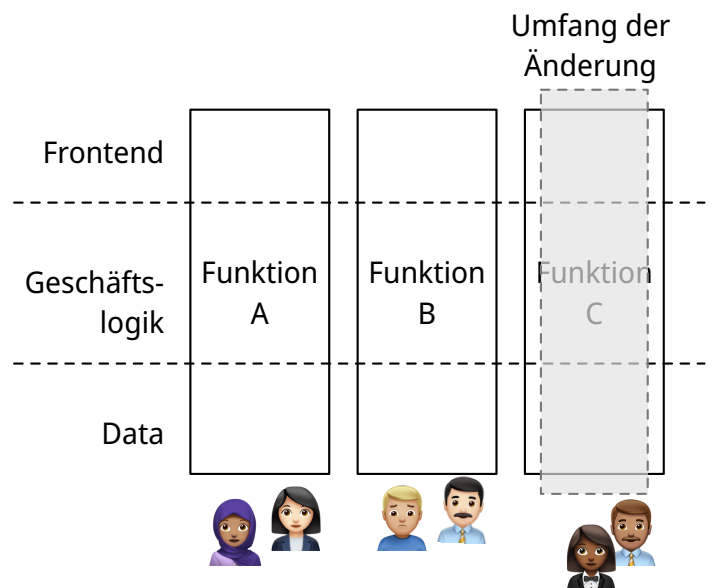 Umfang der
Änderung
Frontend
Geschäfts-
logik
Funktion
A
Funktion
B
Funktion
C
Data